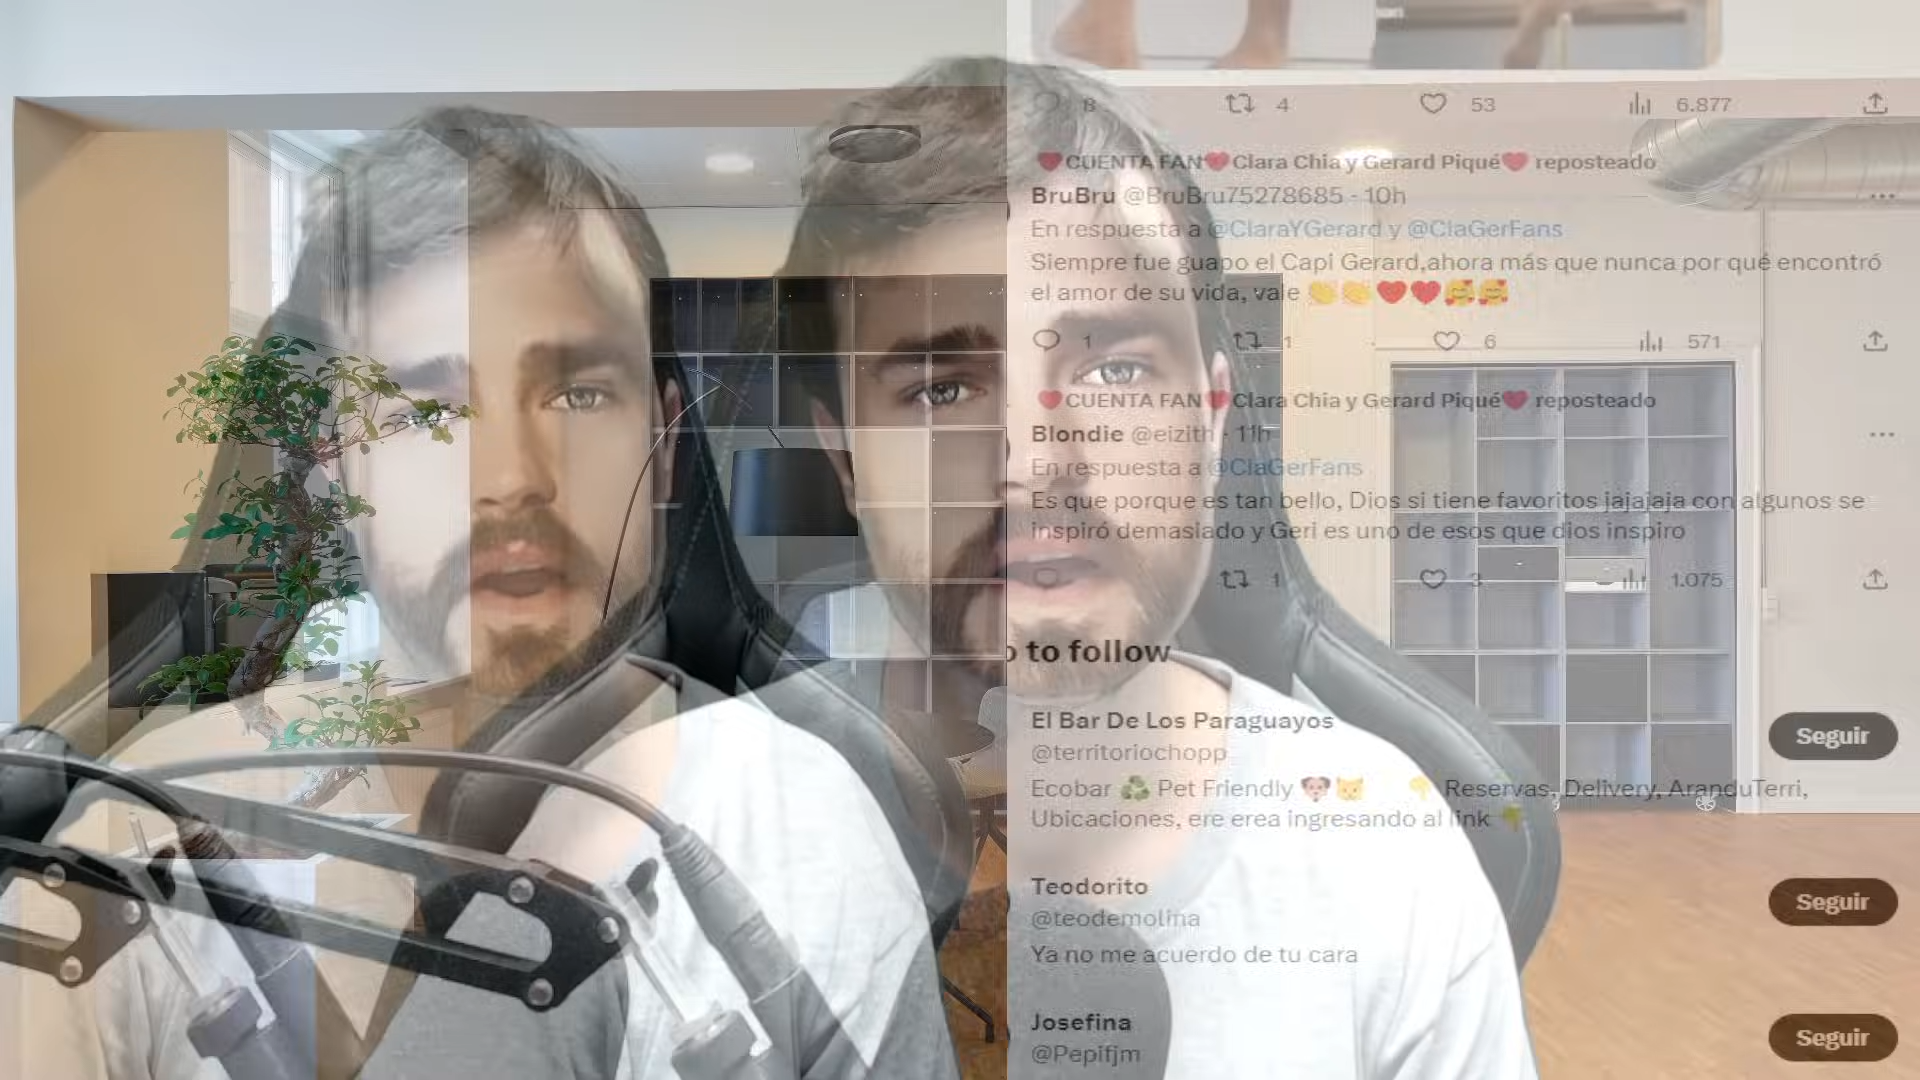 8 4 53 6.877
❤️CUENTA FAN❤️Clara Chia y Gerard Piqué❤️ reposteado
BruBru @BruBru75278685 · 10h
En respuesta a @ClaraYGerard y @ClaGerFans
Siempre fue guapo el Capi Gerard,ahora más que nunca por qué encontró
el amor de su vida, vale 👏👏❤️❤️🥰🥰
1 1 6 571
❤️CUENTA FAN❤️Clara Chia y Gerard Piqué❤️ reposteado
Blondie @eizith · 11h
En respuesta a @ClaGerFans
Es que porque es tan bello, Dios si tiene favoritos jajajaja con algunos se
inspiró demasiado y Geri es uno de esos que dios inspiro
1 3 1.075
to follow
El Bar De Los Paraguayos
@territoriochopp
Seguir
Ecobar ♻️ Pet Friendly 🐶🐱 👇 Reservas, Delivery, AranduTerri,
Ubicaciones, ere erea ingresando al link 👇
Teodorito
@teodemolina
Seguir
Ya no me acuerdo de tu cara
Josefina
@Pepifjm
Seguir